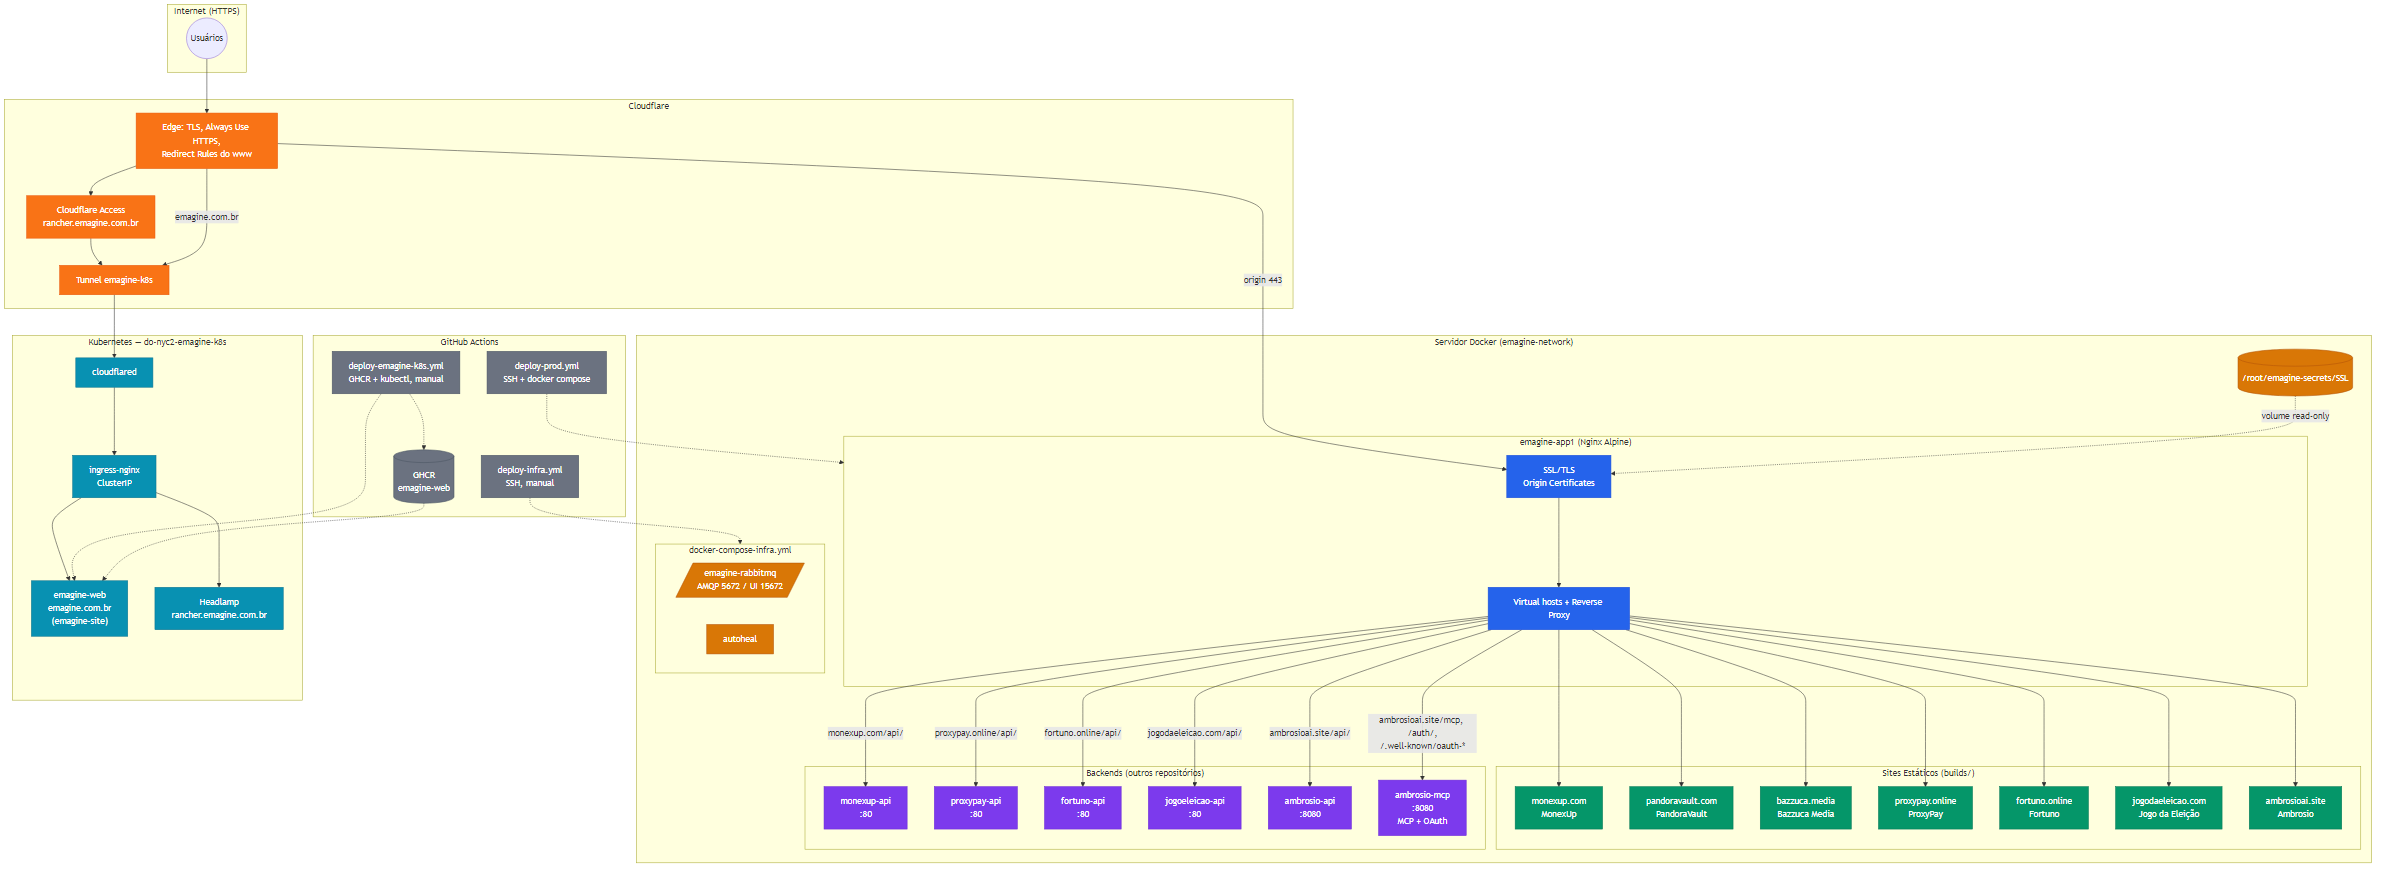 Internet (HTTPS)
Usuários
Cloudflare
Edge: TLS, Always Use
HTTPS,
Redirect Rules do www
Cloudflare Access
rancher.emagine.com.br
emagine.com.br
Tunnel emagine-k8s
origin 443
Kubernetes — do-nyc2-emagine-k8s
cloudflared
ingress-nginx
ClusterIP
emagine-web
emagine.com.br
(emagine-site)
Headlamp
rancher.emagine.com.br
GitHub Actions
deploy-emagine-k8s.yml
GHCR + kubectl, manual
deploy-prod.yml
SSH + docker compose
GHCR
emagine-web
deploy-infra.yml
SSH, manual
Servidor Docker (emagine-network)
/root/emagine-secrets/SSL
volume read-only
emagine-app1 (Nginx Alpine)
SSL/TLS
Origin Certificates
Virtual hosts + Reverse
Proxy
docker-compose-infra.yml
emagine-rabbitmq
AMQP 5672 / UI 15672
autoheal
monexup.com/api/
proxypay.online/api/
fortuno.online/api/
jogodaeleicao.com/api/
ambrosioai.site/api/
ambrosioai.site/mcp,
/auth/,
/.well-known/oauth-*
Backends (outros repositórios)
monexup-api
:80
proxypay-api
:80
fortuno-api
:80
jogoeleicao-api
:80
ambrosio-api
:8080
ambrosio-mcp
:8080
MCP + OAuth
Sites Estáticos (builds/)
monexup.com
MonexUp
pandoravault.com
PandoraVault
bazzuca.media
Bazzuca Media
proxypay.online
ProxyPay
fortuno.online
Fortuno
jogodaeleicao.com
Jogo da Eleição
ambrosioai.site
Ambrosio